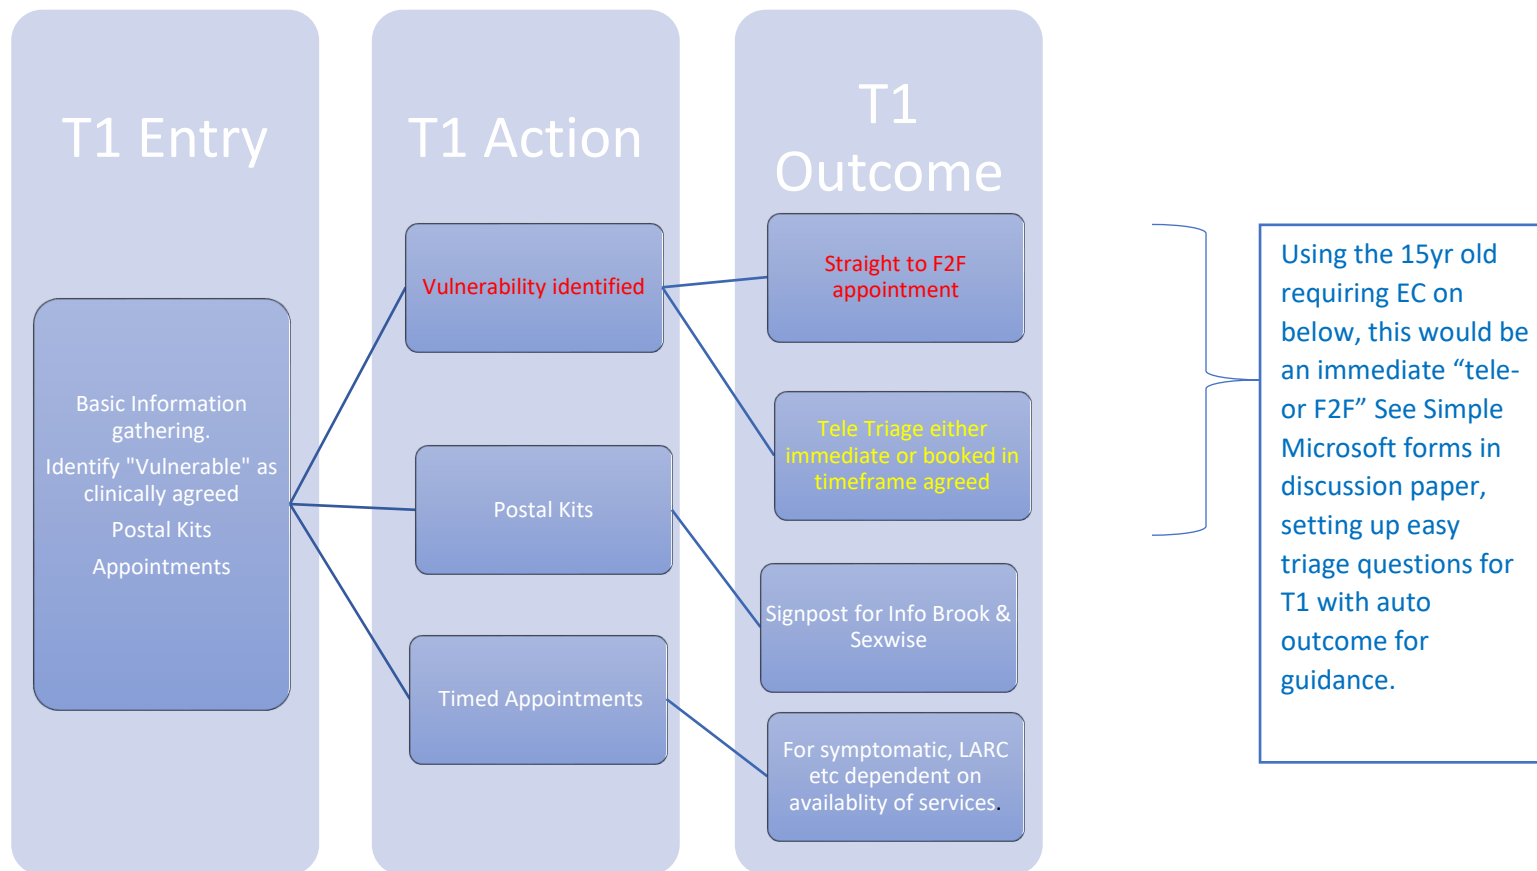 T1 Entry
Basic Information
gathering.
Identify "Vulnerable" as
clinically agreed
Postal Kits
Appointments
T1 Action
Vulnerability identified
Postal Kits
Timed Appointments
T1
Outcome
Straight to F2F
appointment
Tele Triage either
immediate or booked in
timeframe agreed
Signpost for Info Brook &
Sexwise
For symptomatic, LARC
etc dependent on
availablity of services.
Using the 15yr old
requiring EC on
below, this would be
an immediate “tele-
or F2F” See Simple
Microsoft forms in
discussion paper,
setting up easy
triage questions for
T1 with auto
outcome for
guidance.